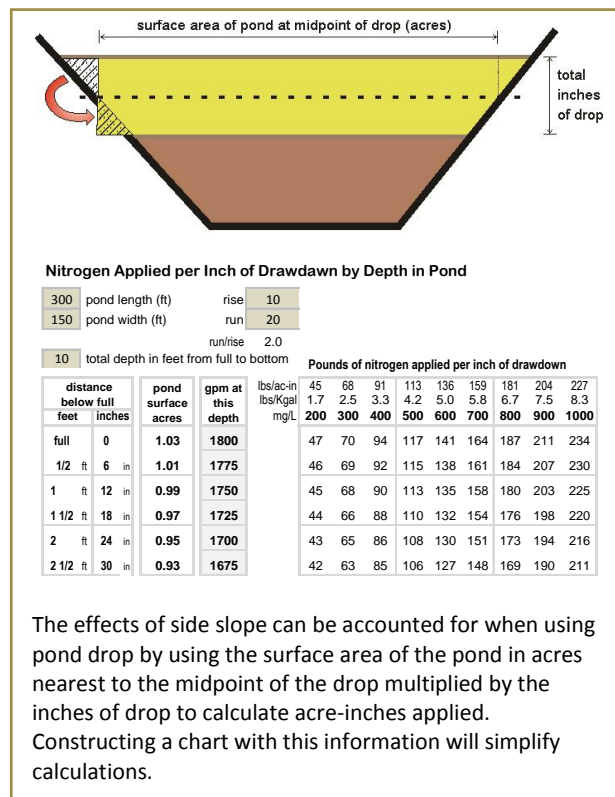 surface area of pond at midpoint of drop (acres)
total
inches
of drop
Nitrogen Applied per Inch of Drawdawn by Depth in Pond
300 pond length (ft) rise 10
150 pond width (ft) run 20
run/rise 2.0
10 total depth in feet from full to bottom Pounds of nitrogen applied per inch of drawdown
distance below full pond surface acres gpm at this depth lbs/ac-in 45 68 91 113 136 159 181 204 227
lbs/Kgal 1.7 2.5 3.3 4.2 5.0 5.8 6.7 7.5 8.3
feet inches mg/L 200 300 400 500 600 700 800 900 1000
full 0 1.03 1800 47 70 94 117 141 164 187 211 234
1/2 ft 6 in 1.01 1775 46 69 92 115 138 161 184 207 230
1 ft 12 in 0.99 1750 45 68 90 113 135 158 180 203 225
1 1/2 ft 18 in 0.97 1725 44 66 88 110 132 154 176 198 220
2 ft 24 in 0.95 1700 43 65 86 108 130 151 173 194 216
2 1/2 ft 30 in 0.93 1675 42 63 85 106 127 148 169 190 211
The effects of side slope can be accounted for when using
pond drop by using the surface area of the pond in acres
nearest to the midpoint of the drop multiplied by the
inches of drop to calculate acre-inches applied.
Constructing a chart with this information will simplify
calculations.